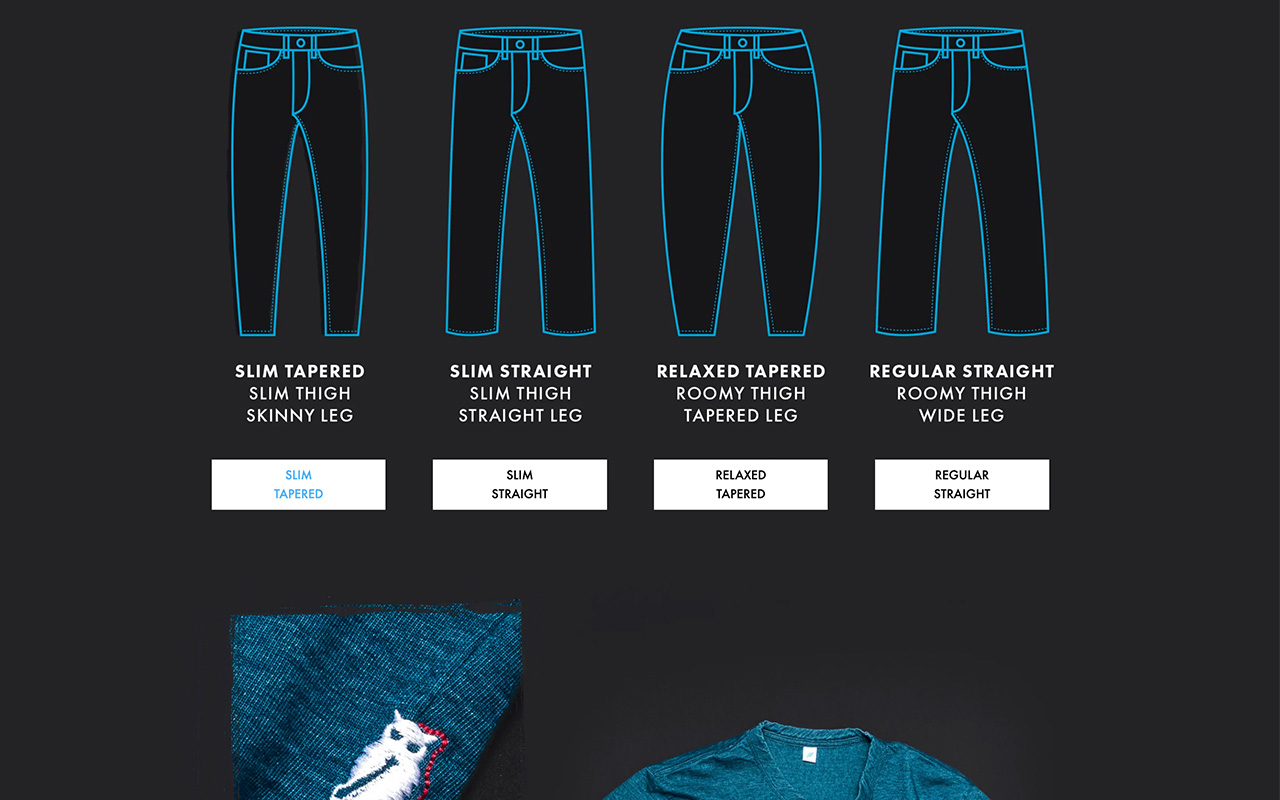 SLIM TAPERED
SLIM THIGH
SKINNY LEG
SLIM STRAIGHT
SLIM THIGH
STRAIGHT LEG
RELAXED TAPERED
ROOMY THIGH
TAPERED LEG
REGULAR STRAIGHT
ROOMY THIGH
WIDE LEG
SLIM
TAPERED
SLIM
STRAIGHT
RELAXED
TAPERED
REGULAR
STRAIGHT